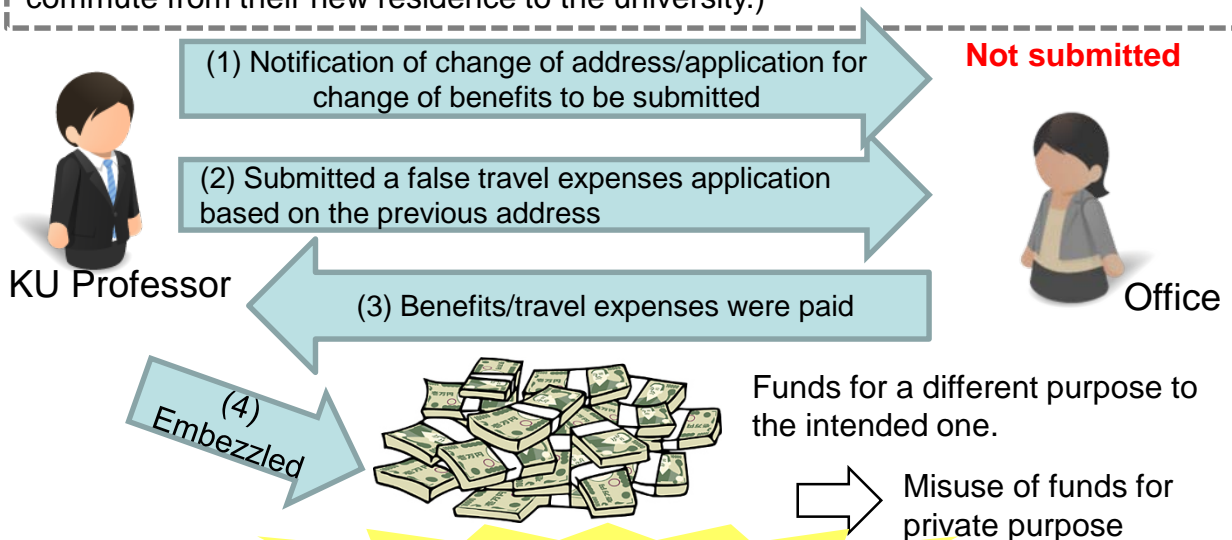 commute from their new residence to the university.)
(1) Notification of change of address/application for
change of benefits to be submitted
Not submitted
(2) Submitted a false travel expenses application
based on the previous address
KU Professor
(3) Benefits/travel expenses were paid
Office
(4)
Embezzled
Funds for a different purpose to
the intended one.
Misuse of funds for
private purpose